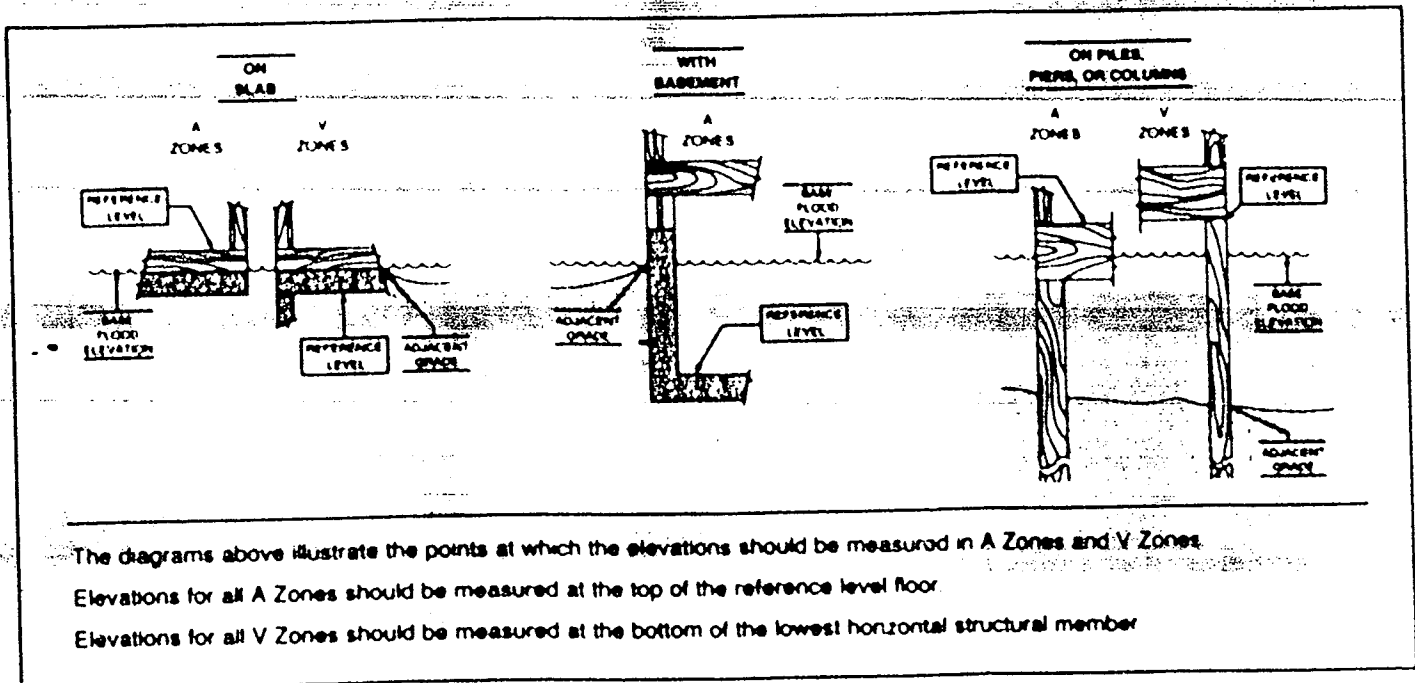 ON
SLAB
A
ZONES
V
ZONES
REFERENCE
LEVEL
BASE
FLOOD
ELEVATION
REFERENCE
LEVEL
ADJACENT
GRADE
WITH
BASEMENT
A
ZONES
BASE
FLOOD
ELEVATION
ADJACENT
GRADE
REFERENCE
LEVEL
ON PILES,
PIERS, OR COLUMNS
A
ZONES
V
ZONES
REFERENCE
LEVEL
REFERENCE
LEVEL
BASE
FLOOD
ELEVATION
ADJACENT
GRADE
The diagrams above illustrate the points at which the elevations should be measured in A Zones and V Zones
Elevations for all A Zones should be measured at the top of the reference level floor
Elevations for all V Zones should be measured at the bottom of the lowest horizontal structural member